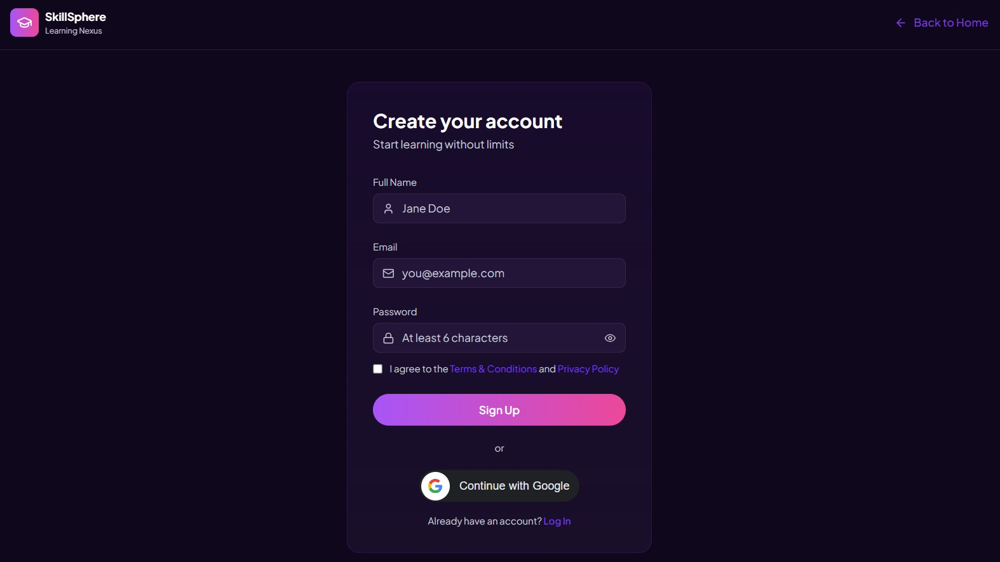 SkillSphere
Learning Nexus
Back to Home
Create your account
Start learning without limits
Full Name
Jane Doe
Email
you@example.com
Password
At least 6 characters
I agree to the Terms & Conditions and Privacy Policy
Sign Up
or
Continue with Google
Already have an account? Log In